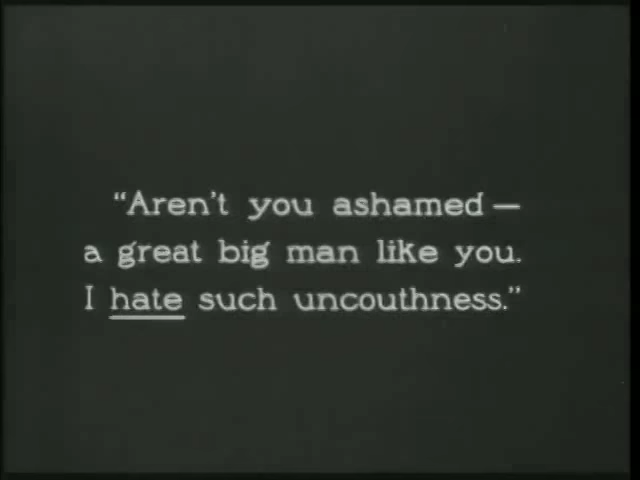 “Aren't you ashamed —
a great big man like you.
I hate such uncouthness.”